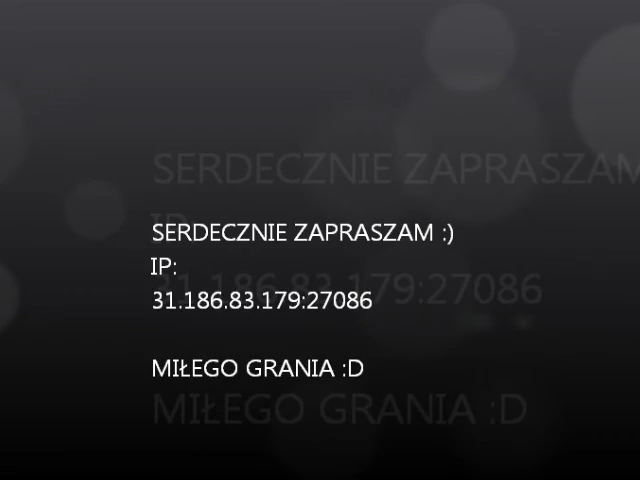 SERDECZNIE ZAPRASZAM :)
IP:
31.186.83.179:27086
MIŁEGO GRANIA :D